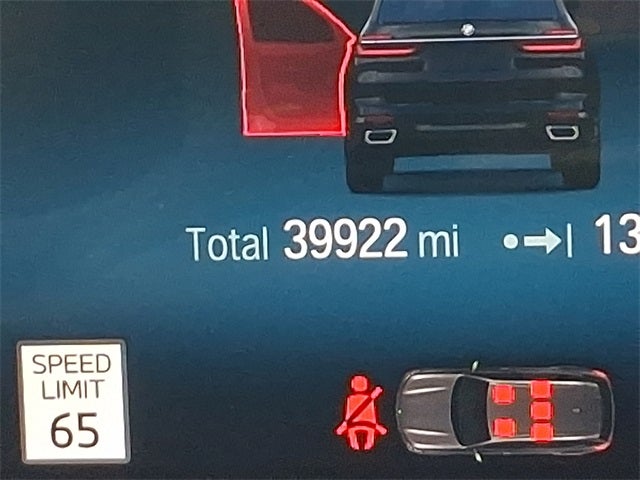 Total 39922 mi 13
SPEED
LIMIT
65